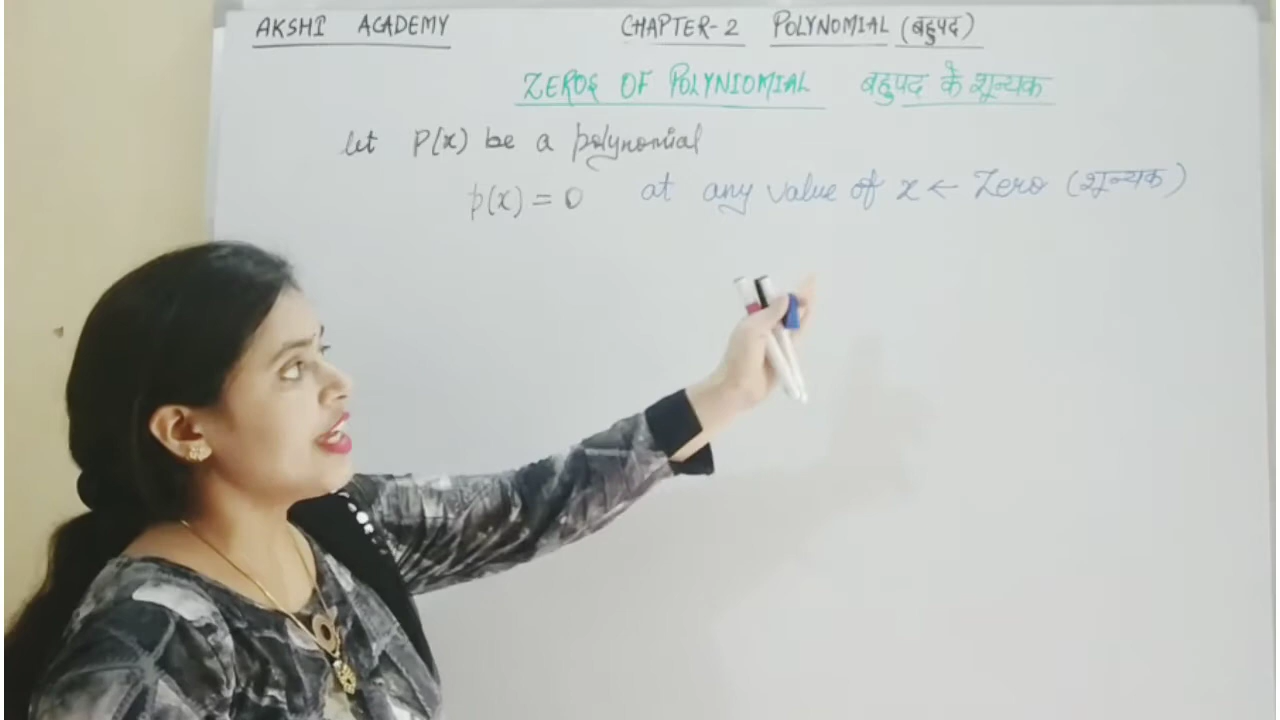 AKSHI ACADEMY CHAPTER-2 POLYNOMIAL (बहुपद)
ZEROS OF POLYNIOMIAL बहुपद के शून्यक
let P(x) be a polynomial
p(x) = 0 at any value of x ← Zero (शून्यक)